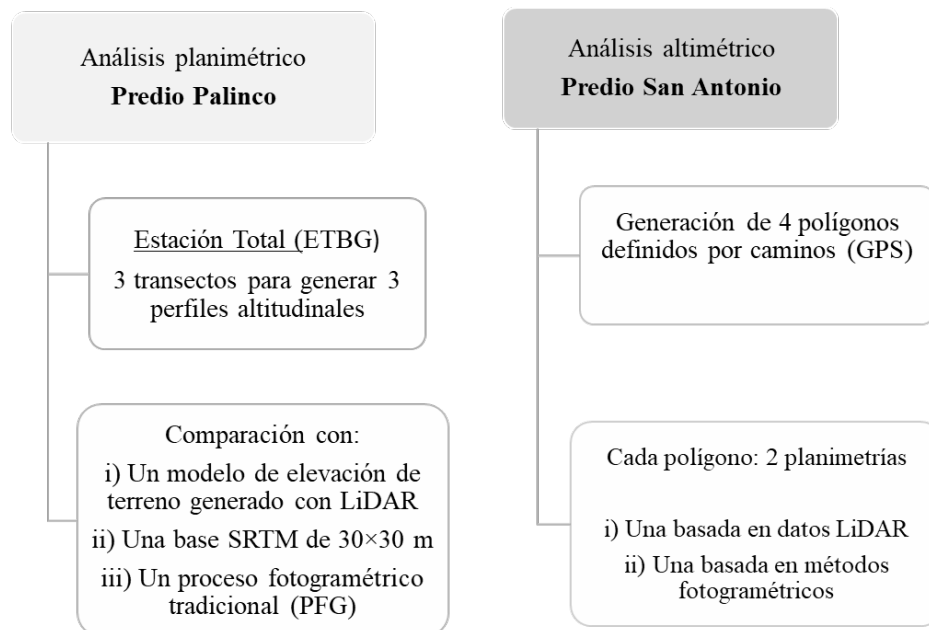 Análisis planimétrico
Predio Palinco
Estación Total (ETBG)
3 transectos para generar 3
perfiles altitudinales
Comparación con:
i) Un modelo de elevación de
terreno generado con LiDAR
ii) Una base SRTM de 30×30 m
iii) Un proceso fotogramétrico
tradicional (PFG)
Análisis altimétrico
Predio San Antonio
Generación de 4 polígonos
definidos por caminos (GPS)
Cada polígono: 2 planimetrías
i) Una basada en datos LiDAR
ii) Una basada en métodos
fotogramétricos